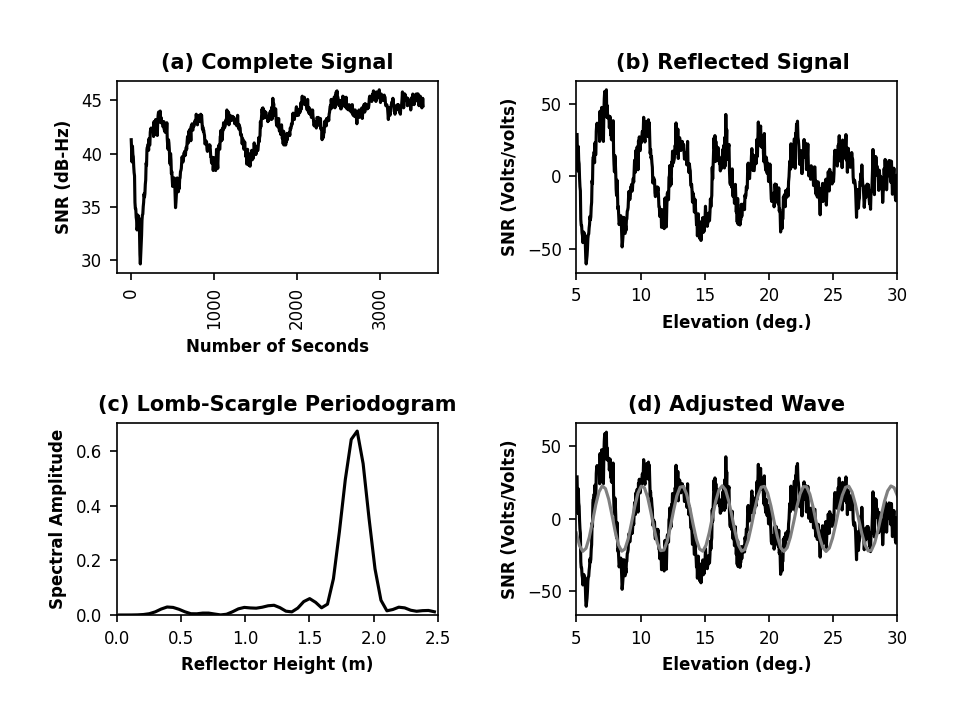 (a) Complete Signal
SNR (dB-Hz)
45
40
35
30
0
1000
2000
3000
Number of Seconds
(b) Reflected Signal
SNR (Volts/volts)
50
0
−50
5 10 15 20 25 30
Elevation (deg.)
(c) Lomb-Scargle Periodogram
Spectral Amplitude
0.6
0.4
0.2
0.0
0.0 0.5 1.0 1.5 2.0 2.5
Reflector Height (m)
(d) Adjusted Wave
SNR (Volts/Volts)
50
0
−50
5 10 15 20 25 30
Elevation (deg.)